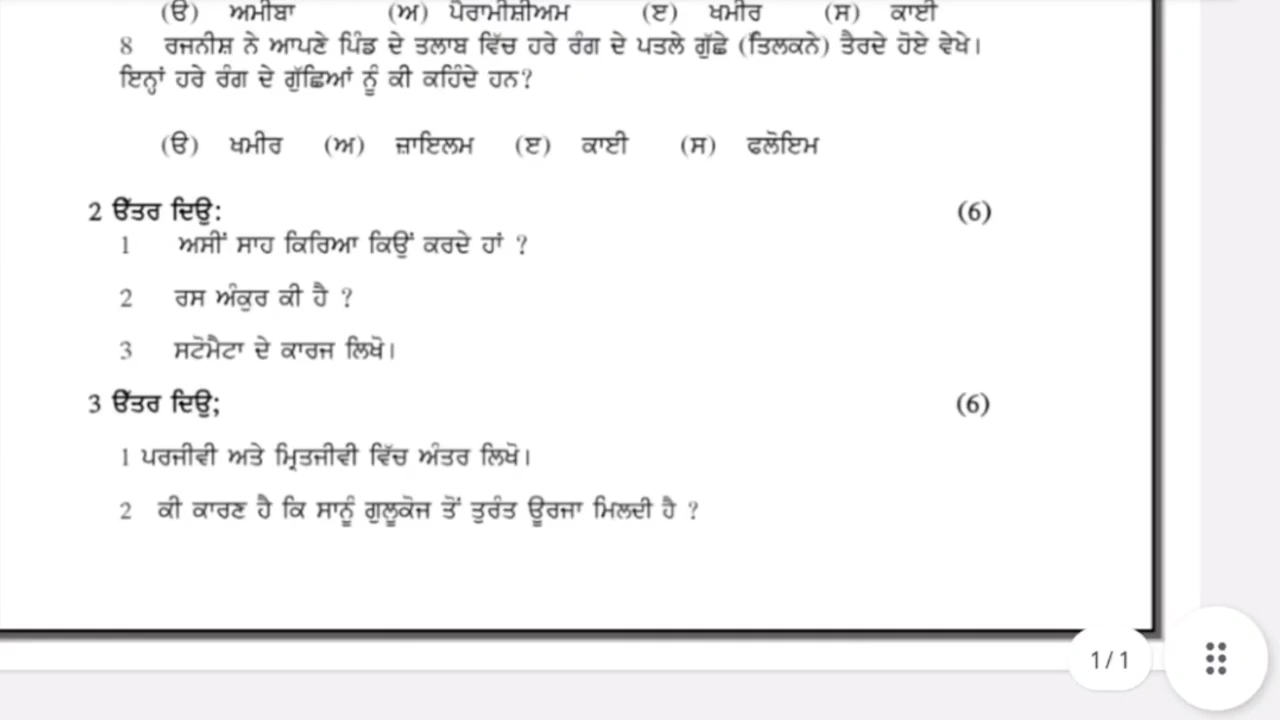 (ੳ) ਅਮੀਬਾ (ਅ) ਪੈਰਾਮੀਸ਼ੀਅਮ (ੲ) ਖਮੀਰ (ਸ) ਕਾਈ
8 ਰਜਨੀਸ਼ ਨੇ ਆਪਣੇ ਪਿੰਡ ਦੇ ਤਲਾਬ ਵਿੱਚ ਹਰੇ ਰੰਗ ਦੇ ਪਤਲੇ ਗੁੱਛੇ (ਤਿਲਕਨੇ) ਤੈਰਦੇ ਹੋਏ ਵੇਖੇ।
ਇਨ੍ਹਾਂ ਹਰੇ ਰੰਗ ਦੇ ਗੁੱਛਿਆਂ ਨੂੰ ਕੀ ਕਹਿੰਦੇ ਹਨ?
(ੳ) ਖਮੀਰ (ਅ) ਜ਼ਾਇਲਮ (ੲ) ਕਾਈ (ਸ) ਫਲੋਇਮ
2 ਉੱਤਰ ਦਿਉ: (6)
1 ਅਸੀਂ ਸਾਹ ਕਿਰਿਆ ਕਿਉਂ ਕਰਦੇ ਹਾਂ ?
2 ਰਸ ਅੰਕੁਰ ਕੀ ਹੈ ?
3 ਸਟੋਮੈਟਾ ਦੇ ਕਾਰਜ ਲਿਖੋ।
3 ਉੱਤਰ ਦਿਉ; (6)
1 ਪਰਜੀਵੀ ਅਤੇ ਮ੍ਰਿਤਜੀਵੀ ਵਿੱਚ ਅੰਤਰ ਲਿਖੋ।
2 ਕੀ ਕਾਰਣ ਹੈ ਕਿ ਸਾਨੂੰ ਗੁਲੂਕੋਜ ਤੋਂ ਤੁਰੰਤ ਊਰਜਾ ਮਿਲਦੀ ਹੈ ?
1 / 1